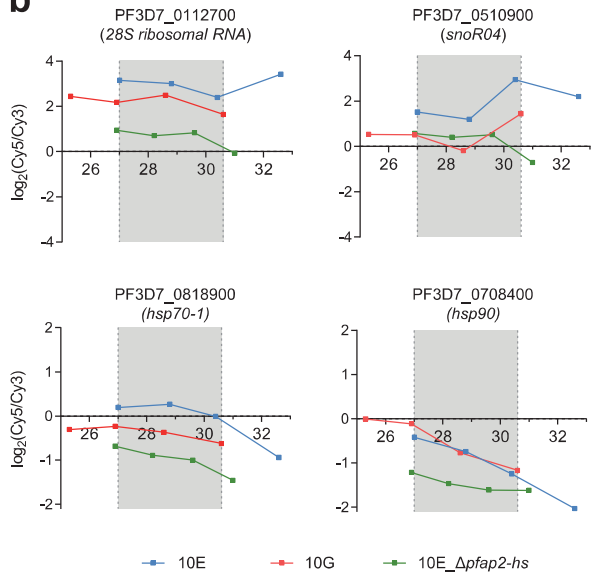 b
PF3D7_0112700
(28S ribosomal RNA)
PF3D7_0510900
(snoR04)
log2(Cy5/Cy3)
4
2
0
-2
-4
26 28 30 32
4
2
0
-2
-4
26 28 30 32
PF3D7_0818900
(hsp70-1)
PF3D7_0708400
(hsp90)
log2(Cy5/Cy3)
2
1
0
-1
-2
26 28 30 32
2
1
0
-1
-2
26 28 30 32
10E 10G 10E_Δpfap2-hs